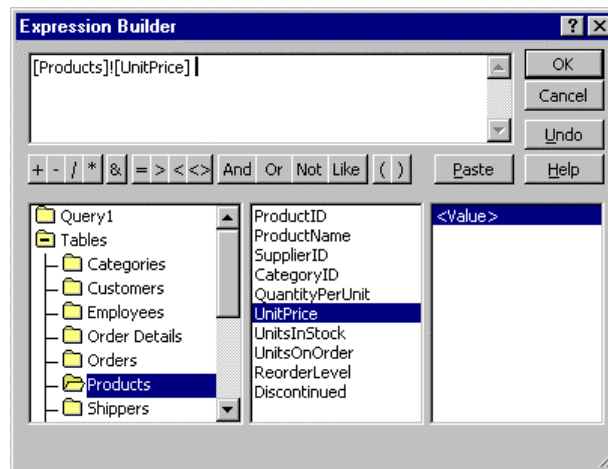 Expression Builder
[Products]![UnitPrice]
OK
Cancel
Undo
+ - / * & = > < <> And Or Not Like ( ) Paste Help
Query1
Tables
Categories
Customers
Employees
Order Details
Orders
Products
Shippers
ProductID
ProductName
SupplierID
CategoryID
QuantityPerUnit
UnitPrice
UnitsInStock
UnitsOnOrder
ReorderLevel
Discontinued
<Value>